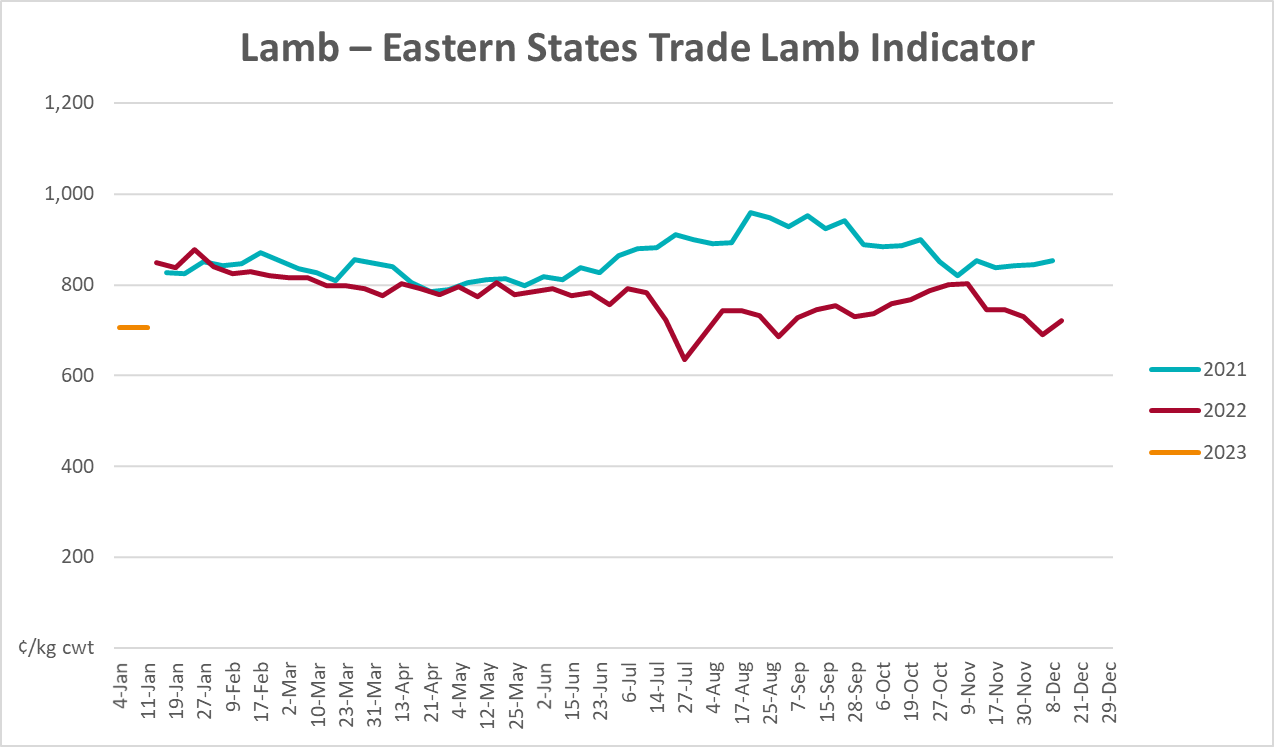 Lamb – Eastern States Trade Lamb Indicator
1,200
1,000
800
600
400
200
¢/kg cwt
4-Jan
11-Jan
19-Jan
27-Jan
9-Feb
17-Feb
2-Mar
10-Mar
23-Mar
31-Mar
13-Apr
21-Apr
4-May
12-May
25-May
2-Jun
15-Jun
23-Jun
6-Jul
14-Jul
27-Jul
4-Aug
17-Aug
25-Aug
7-Sep
15-Sep
28-Sep
6-Oct
19-Oct
27-Oct
9-Nov
17-Nov
30-Nov
8-Dec
21-Dec
29-Dec
2021
2022
2023